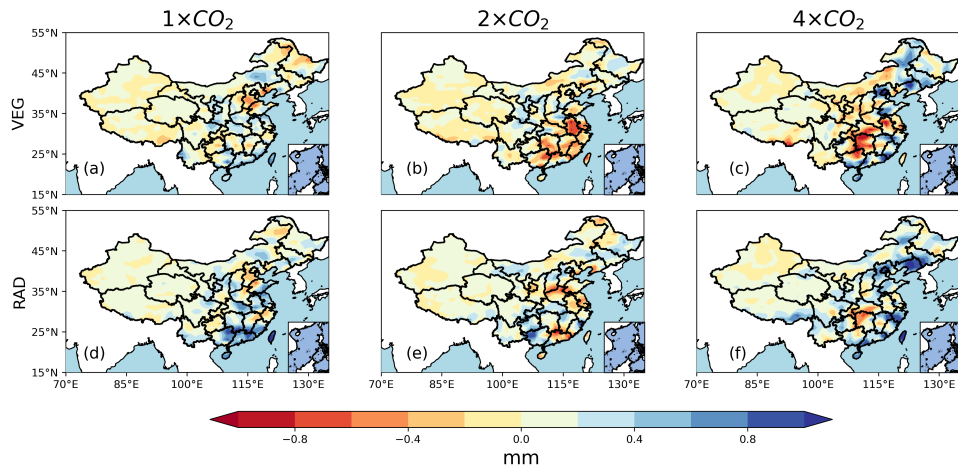 1×CO₂ 2×CO₂ 4×CO₂
55°N
45°N
VEG
35°N
25°N
(a) (b) (c)
15°N
55°N
45°N
RAD
35°N
25°N
(d) (e) (f)
15°N
70°E 85°E 100°E 115°E 130°E 70°E 85°E 100°E 115°E 130°E 70°E 85°E 100°E 115°E 130°E
−0.8 −0.4 0.0 0.4 0.8
mm